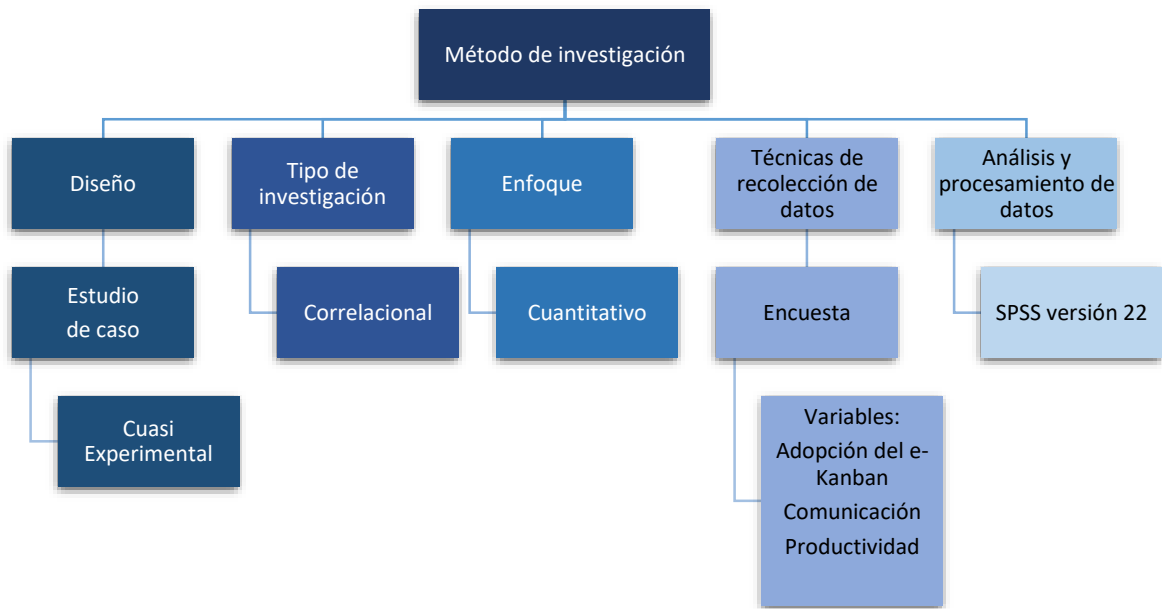 Método de investigación
Diseño
Tipo de
investigación
Enfoque
Técnicas de
recolección de
datos
Análisis y
procesamiento de
datos
Estudio
de caso
Correlacional
Cuantitativo
Encuesta
SPSS versión 22
Cuasi
Experimental
Variables:
Adopción del e-
Kanban
Comunicación
Productividad